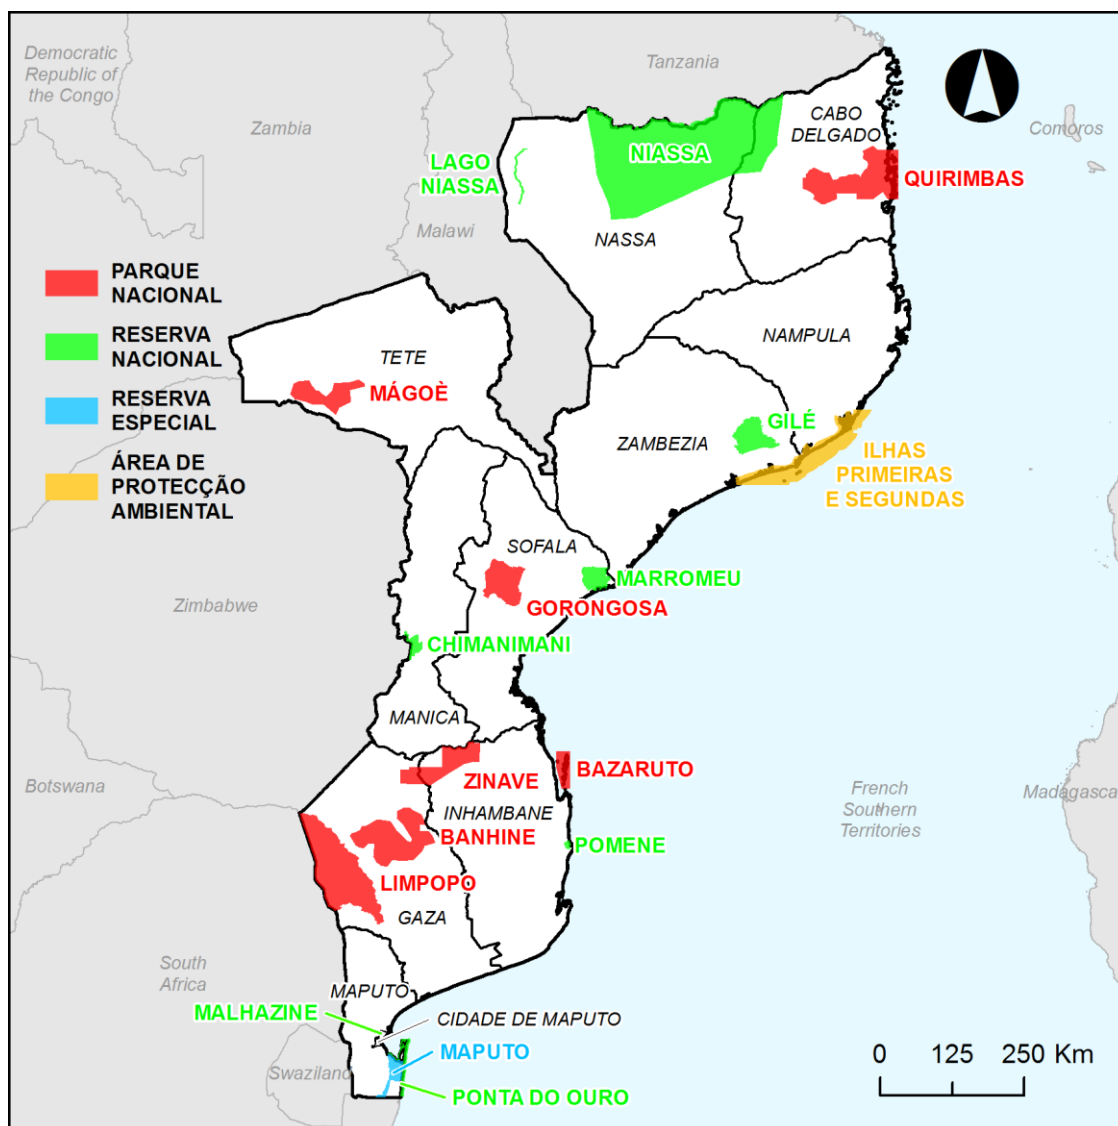 Democratic
Republic of
the Congo
Tanzania
Zambia
CABO
DELGADO
Comoros
LAGO
NIASSA
NIASSA
QUIRIMBAS
Malawi
NASSA
PARQUE
NACIONAL
RESERVA
NACIONAL
RESERVA
ESPECIAL
ÁREA DE
PROTECÇÃO
AMBIENTAL
NAMPULA
TETE
MÁGOÈ
GILÉ
ZAMBEZIA
ILHAS
PRIMEIRAS
E SEGUNDAS
SOFALA
MARROMEU
Zimbabwe
GORONGOSA
CHIMANIMANI
MANICA
BAZARUTO
ZINAVE
Botswana
French
Southern
Territories
Madagascar
INHAMBANE
BANHINE
POMENE
LIMPOPO
GAZA
South
Africa
MAPUTO
MALHAZINE
CIDADE DE MAPUTO
MAPUTO
Swaziland
PONTA DO OURO
0 125 250 Km